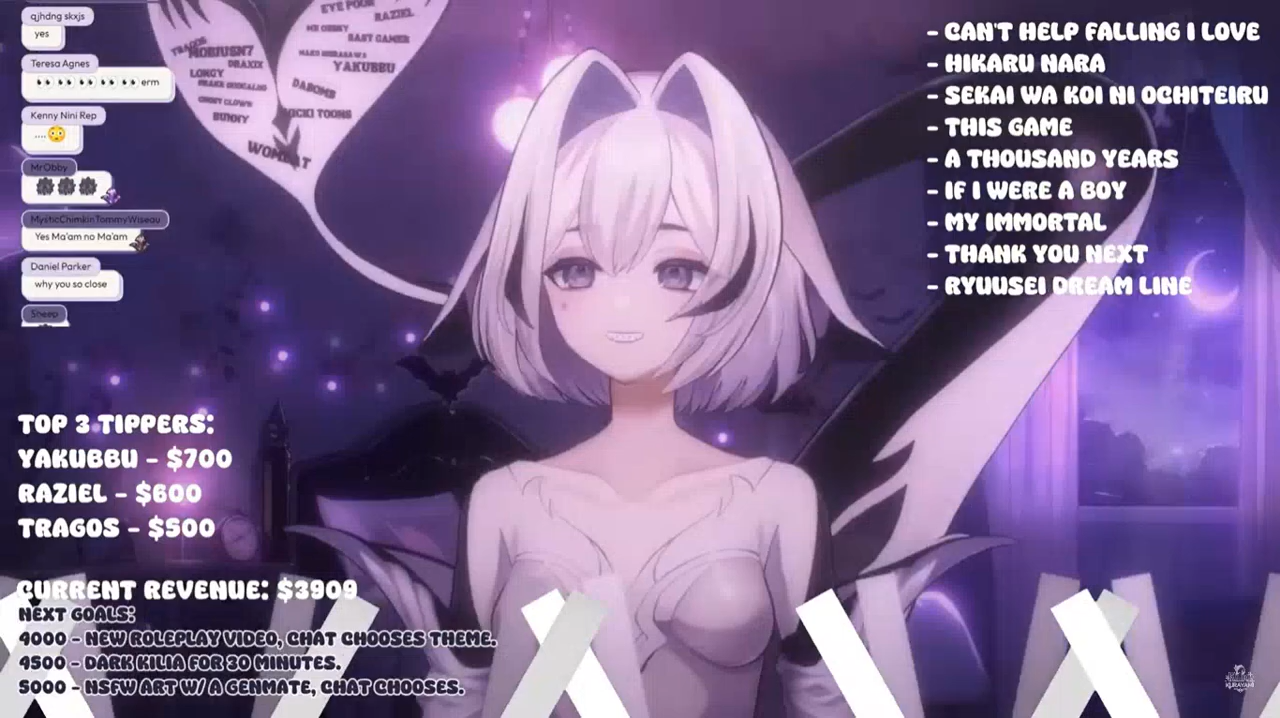 qjhdng skxjs
yes
Teresa Agnes
erm
Kenny Nini Rep
....
MrObby
MysticChimkinTommyWiseau
Yes Ma'am no Ma'am
Daniel Parker
why you so close
Sheep
EYE POOR
RAZIEL
EAST GAMER
TRAGOS
MOBIUSN7
DRAXIX
YAKUBBU
LONGY
DABOMB
BUNNY
NICKI TOONS
WOMBAT
- CAN'T HELP FALLING I LOVE
- HIKARU NARA
- SEKAI WA KOI NI OCHITEIRU
- THIS GAME
- A THOUSAND YEARS
- IF I WERE A BOY
- MY IMMORTAL
- THANK YOU NEXT
- RYUUSEI DREAM LINE
TOP 3 TIPPERS:
YAKUBBU - $700
RAZIEL - $600
TRAGOS - $500
CURRENT REVENUE: $3909
NEXT GOALS:
4000 - NEW ROLEPLAY VIDEO, CHAT CHOOSES THEME.
4500 - DARK KILIA FOR 30 MINUTES.
5000 - NSFW ART W/ A GENMATE, CHAT CHOOSES.
KURAYAMI